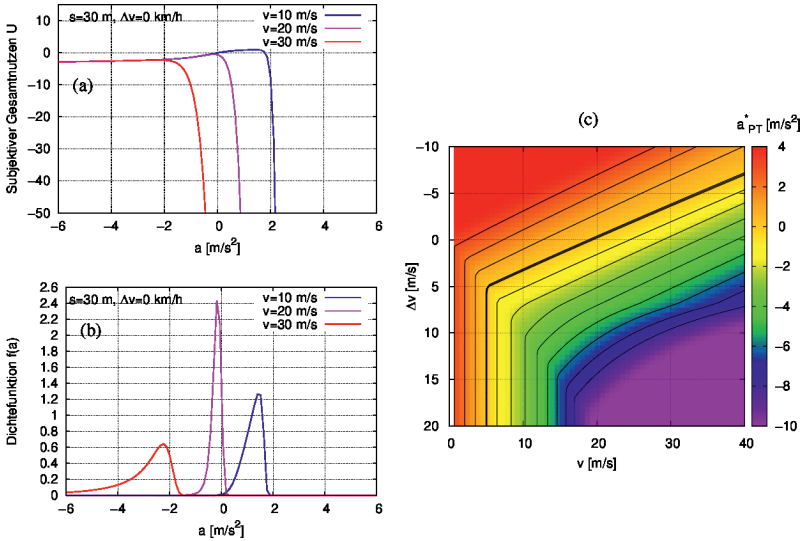 s=30 m, Δv=0 km/h
v=10 m/s
v=20 m/s
v=30 m/s
(a)
Subjektiver Gesamtnutzen U
10
0
−10
−20
−30
−40
−50
−6 −4 −2 0 2 4 6
a [m/s²]
s=30 m, Δv=0 km/h
v=10 m/s
v=20 m/s
v=30 m/s
(b)
Dichtefunktion f(a)
2.6
2.4
2.2
2
1.8
1.6
1.4
1.2
1
0.8
0.6
0.4
0.2
0
−6 −4 −2 0 2 4 6
a [m/s²]
(c)
a*PT [m/s²]
−10
−5
0
5
10
15
20
Δv [m/s]
0 10 20 30 40
v [m/s]
4
2
0
−2
−4
−6
−8
−10